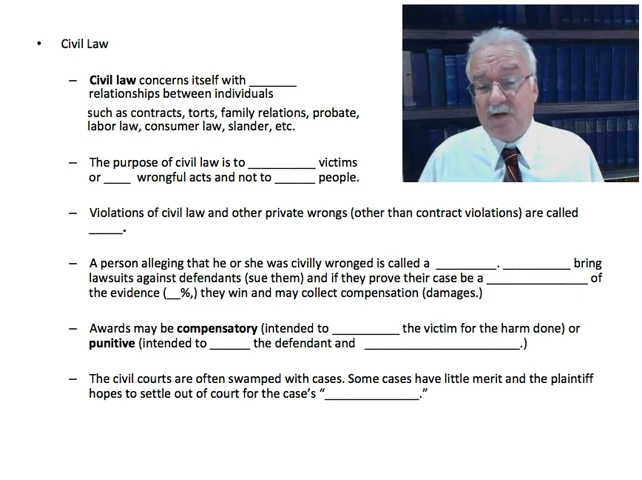 • Civil Law
– Civil law concerns itself with _______
relationships between individuals
such as contracts, torts, family relations, probate,
labor law, consumer law, slander, etc.
– The purpose of civil law is to __________ victims
or ____ wrongful acts and not to ______ people.
– Violations of civil law and other private wrongs (other than contract violations) are called
_____.
– A person alleging that he or she was civilly wronged is called a _________. __________ bring
lawsuits against defendants (sue them) and if they prove their case be a _______________ of
the evidence (__%,) they win and may collect compensation (damages.)
– Awards may be compensatory (intended to __________ the victim for the harm done) or
punitive (intended to ______ the defendant and _______________________.)
– The civil courts are often swamped with cases. Some cases have little merit and the plaintiff
hopes to settle out of court for the case’s “______________.”